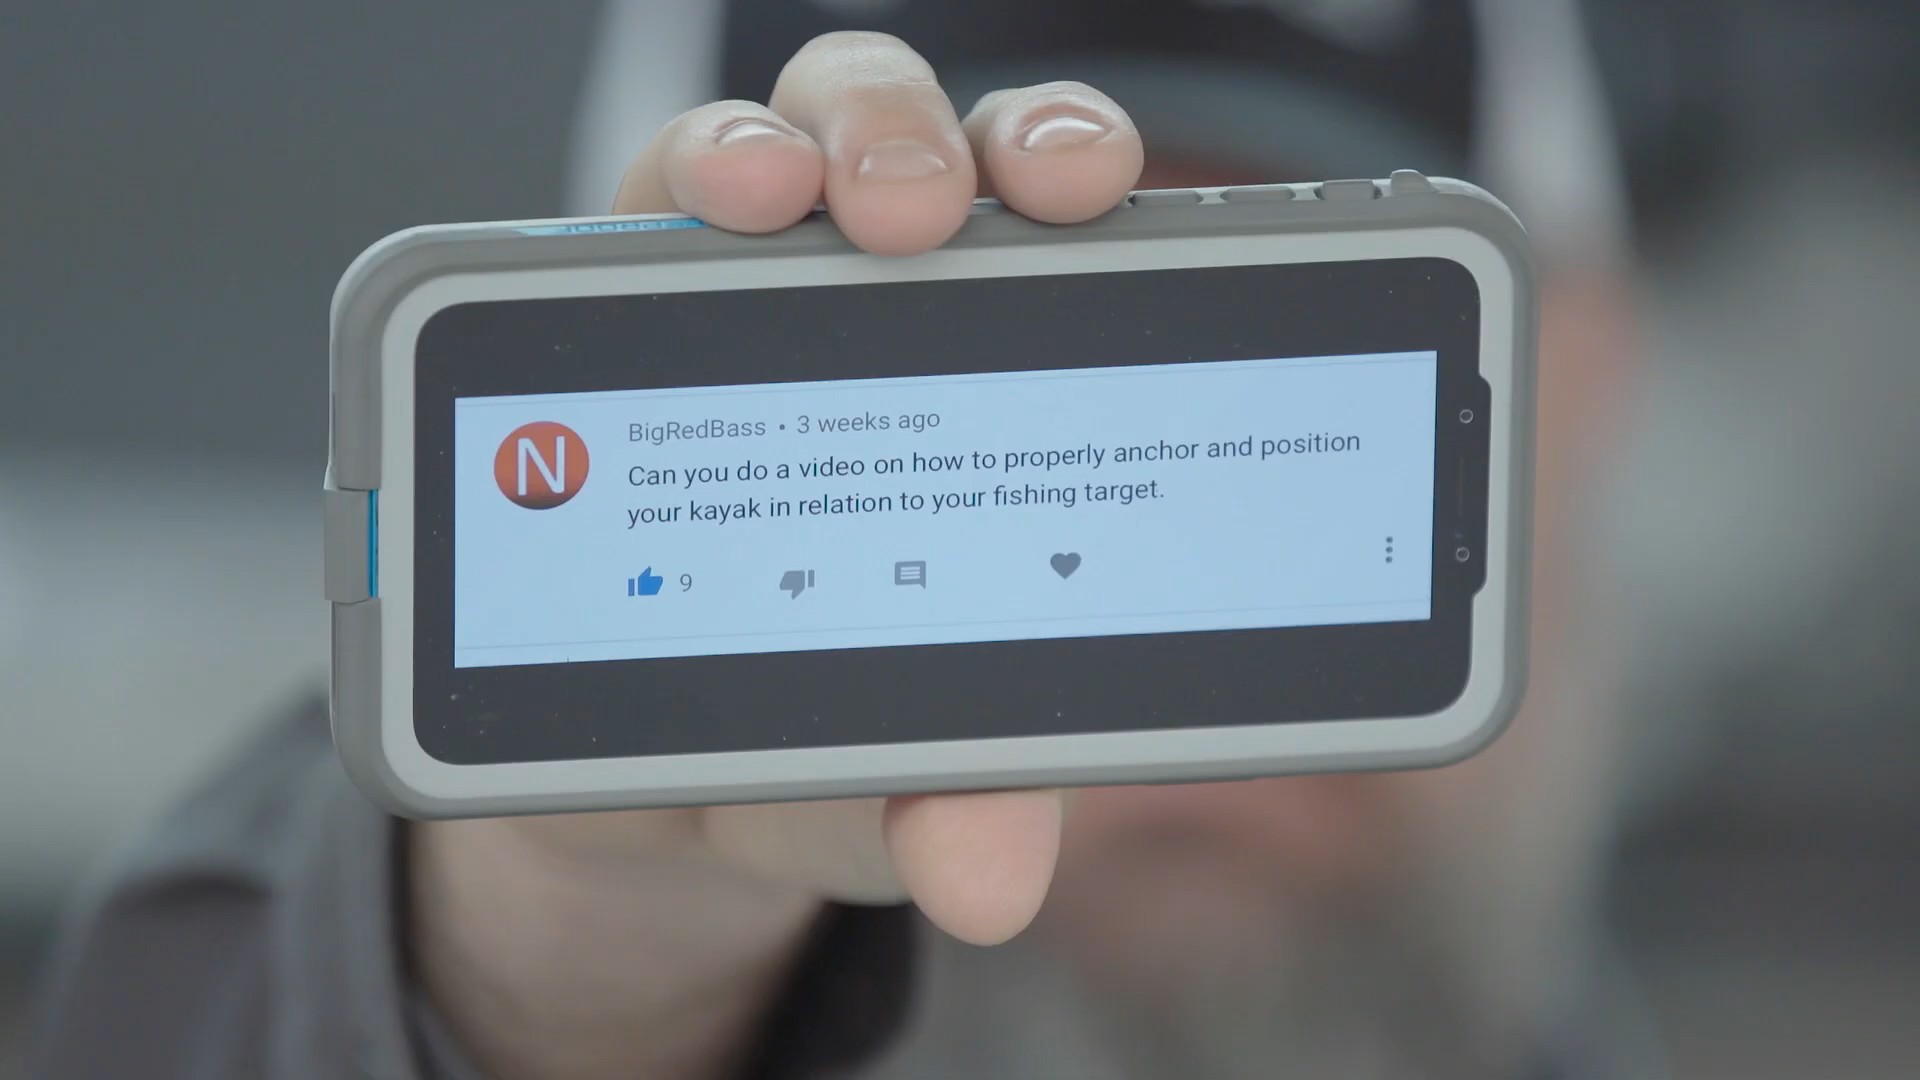 N
BigRedBass • 3 weeks ago
Can you do a video on how to properly anchor and position
your kayak in relation to your fishing target.
9